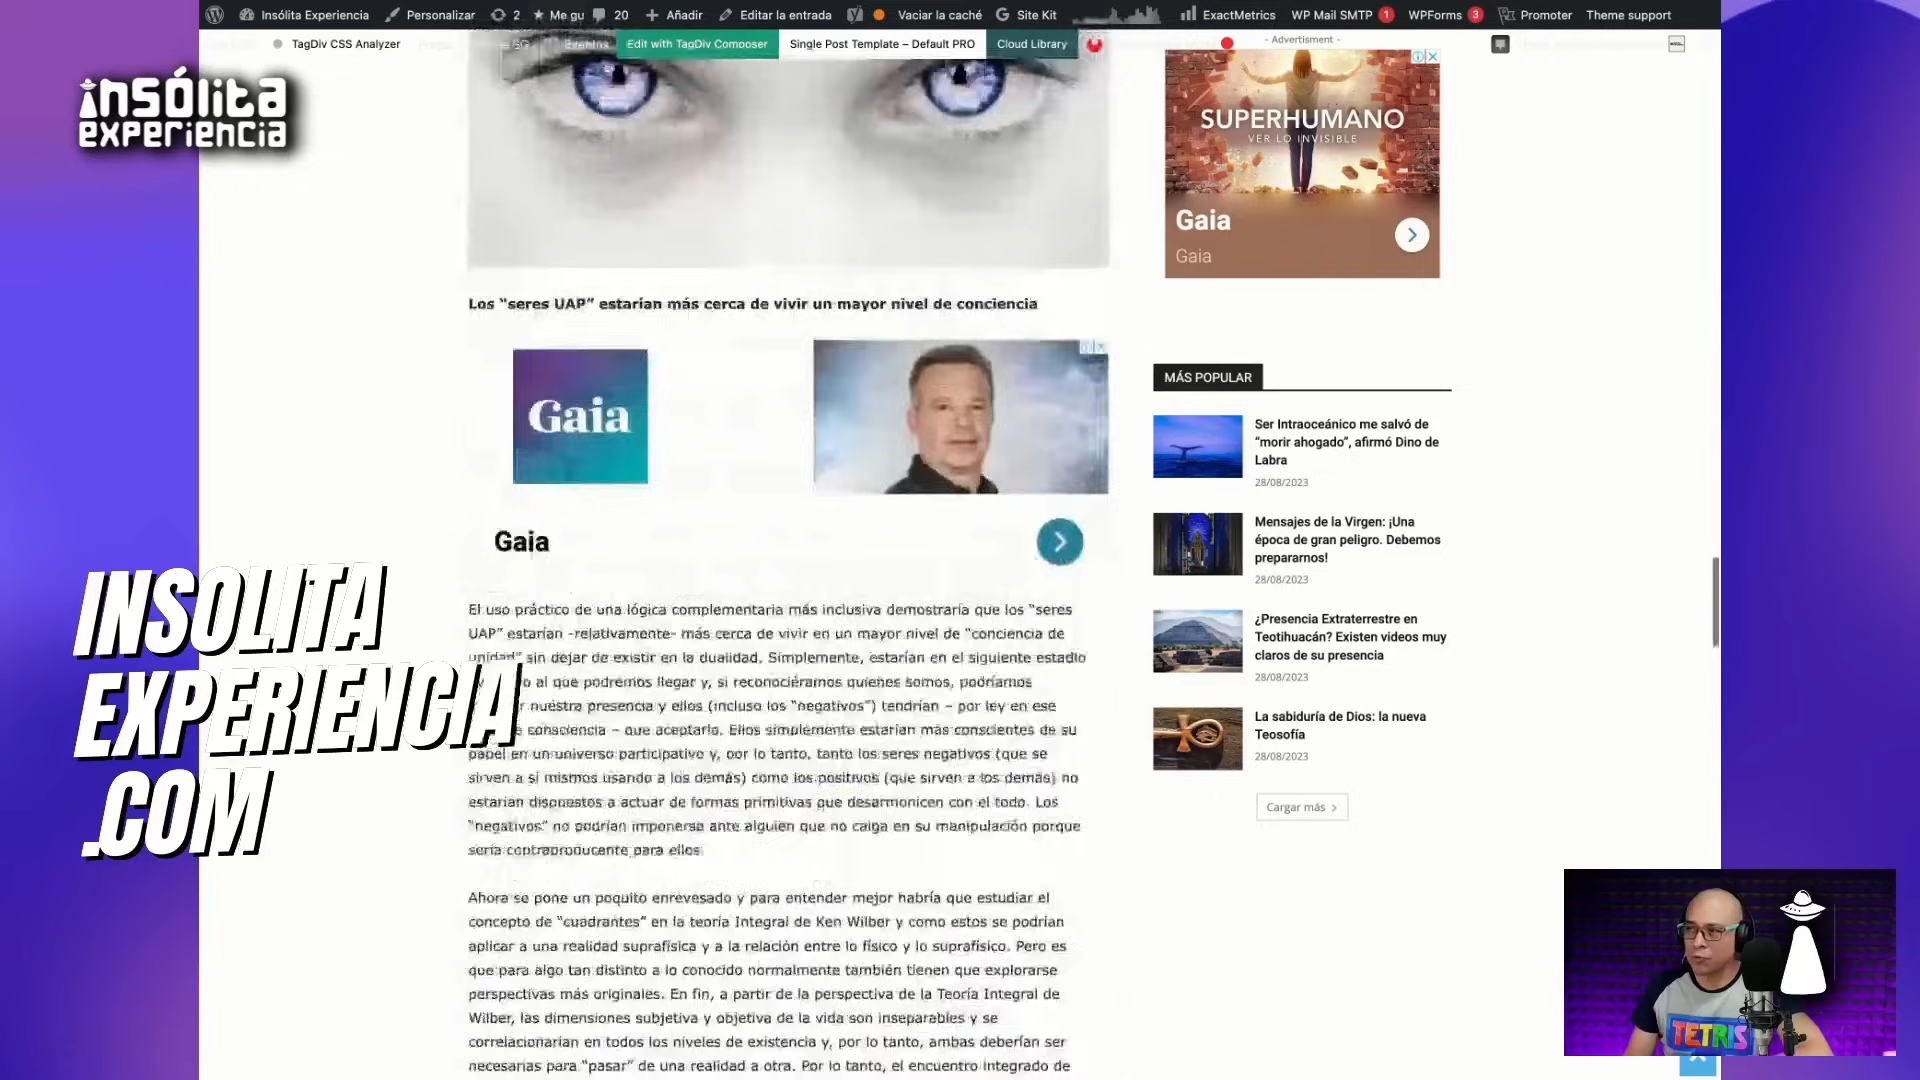 Insólita Experiencia
Personalizar
2
Me gu
20
Añadir
Editar la entrada
Vaciar la caché
Site Kit
ExactMetrics
WP Mail SMTP 1
WPForms 3
Promoter
Theme support
TagDiv CSS Analyzer
Edit with TagDiv Composer
Single Post Template – Default PRO
Cloud Library
insólita
experiencia
- Advertisment -
SUPERHUMANO
VER LO INVISIBLE
Gaia
Gaia
Los “seres UAP” estarían más cerca de vivir un mayor nivel de conciencia
Gaia
Gaia
El uso práctico de una lógica complementaria más inclusiva demostraría que los “seres
UAP” estarían -relativamente- más cerca de vivir en un mayor nivel de “conciencia de
unidad” sin dejar de existir en la dualidad. Simplemente, estarían en el siguiente estadio
al que podremos llegar y, si reconociéramos quienes somos, podríamos
nuestra presencia y ellos (incluso los “negativos”) tendrían – por ley en ese
consciencia – que aceptarlo. Ellos simplemente estarían más conscientes de su
papel en un universo participativo y, por lo tanto, tanto los seres negativos (que se
sirven a sí mismos usando a los demás) como los positivos (que sirven a los demás) no
estarían dispuestos a actuar de formas primitivas que desarmonicen con el todo. Los
“negativos” no podrían imponerse ante alguien que no caiga en su manipulación porque
sería contraproducente para ellos.
Ahora se pone un poquito enrevesado y para entender mejor habría que estudiar el
concepto de “cuadrantes” en la teoría Integral de Ken Wilber y como estos se podrían
aplicar a una realidad suprafísica y a la relación entre lo físico y lo suprafísico. Pero es
que para algo tan distinto a lo conocido normalmente también tienen que explorarse
perspectivas más originales. En fin, a partir de la perspectiva de la Teoría Integral de
Wilber, las dimensiones subjetiva y objetiva de la vida son inseparables y se
correlacionarían en todos los niveles de existencia y, por lo tanto, ambas deberían ser
necesarias para “pasar” de una realidad a otra. Por lo tanto, el encuentro integrado de
MÁS POPULAR
Ser Intraoceánico me salvó de
“morir ahogado”, afirmó Dino de
Labra
28/08/2023
Mensajes de la Virgen: ¡Una
época de gran peligro. Debemos
prepararnos!
28/08/2023
¿Presencia Extraterrestre en
Teotihuacán? Existen videos muy
claros de su presencia
28/08/2023
La sabiduría de Dios: la nueva
Teosofía
28/08/2023
Cargar más
INSOLITA
EXPERIENCIA
.COM
TETRIS